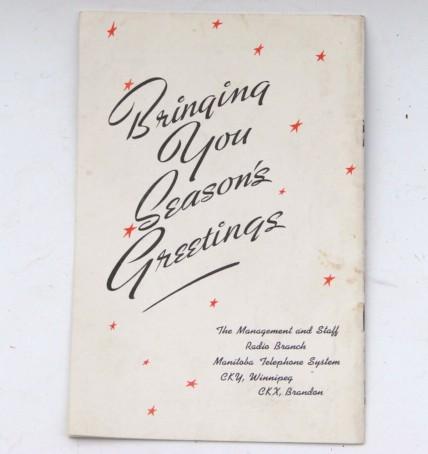 Bringing
You
Season's
Greetings
The Management and Staff
Radio Branch
Manitoba Telephone System
CKY, Winnipeg
CKX, Brandon